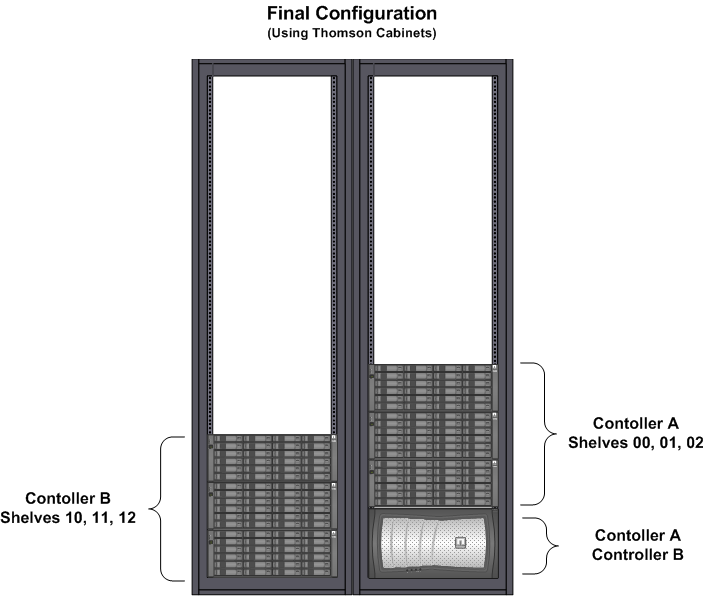 Final Configuration
(Using Thomson Cabinets)
Contoller A
Shelves 00, 01, 02
Contoller B
Shelves 10, 11, 12
Contoller A
Controller B